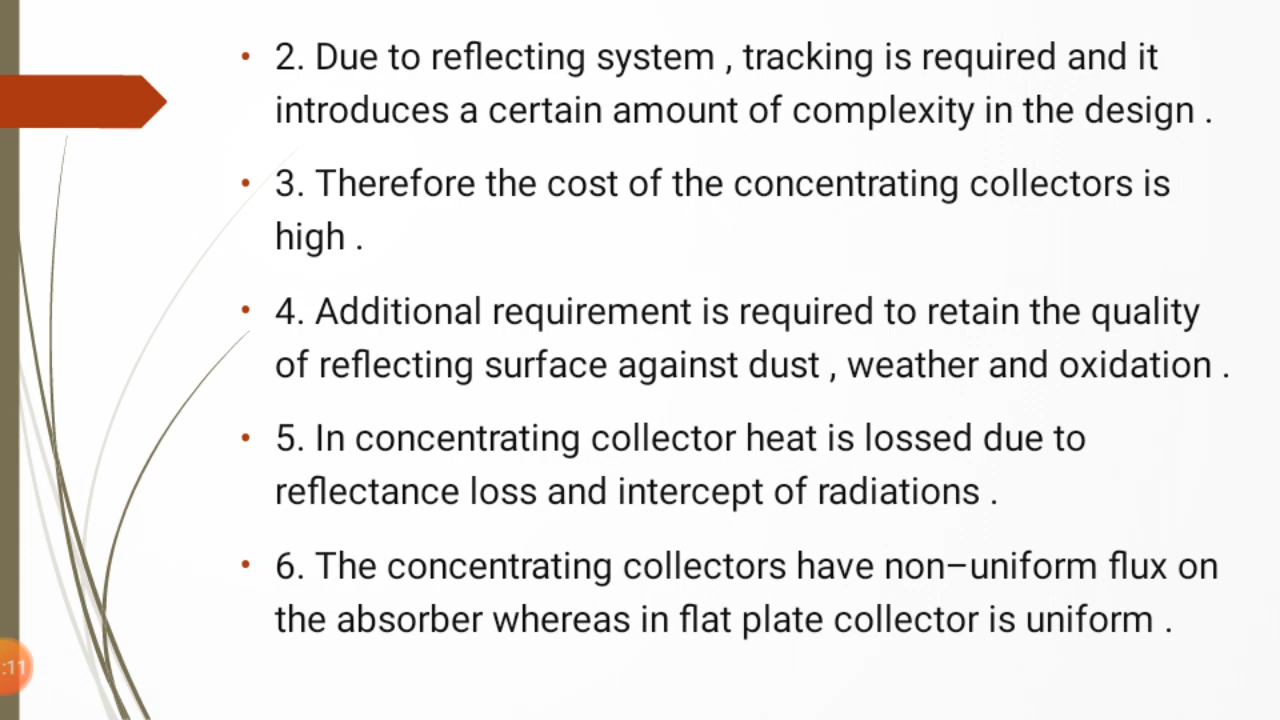 • 2. Due to reflecting system , tracking is required and it
introduces a certain amount of complexity in the design .
• 3. Therefore the cost of the concentrating collectors is
high .
• 4. Additional requirement is required to retain the quality
of reflecting surface against dust , weather and oxidation .
• 5. In concentrating collector heat is lossed due to
reflectance loss and intercept of radiations .
• 6. The concentrating collectors have non–uniform flux on
the absorber whereas in flat plate collector is uniform .
:11